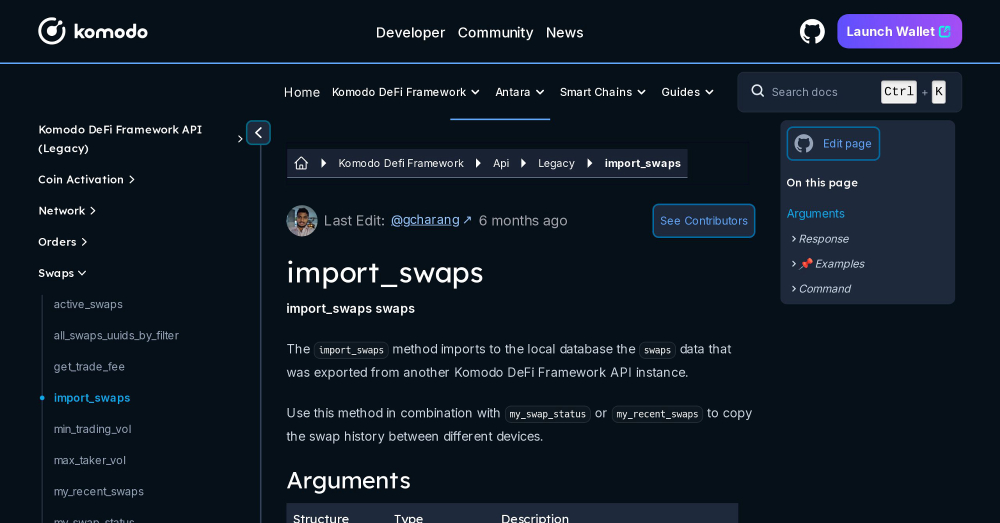 komodo
Developer Community News
Launch Wallet
Home Komodo DeFi Framework Antara Smart Chains Guides
Search docs Ctrl + K
Komodo DeFi Framework API
(Legacy)
Coin Activation
Network
Orders
Swaps
active_swaps
all_swaps_uuids_by_filter
get_trade_fee
import_swaps
min_trading_vol
max_taker_vol
my_recent_swaps
my_swap_status
Komodo Defi Framework Api Legacy import_swaps
Last Edit: @gcharang ↗ 6 months ago
See Contributors
import_swaps
import_swaps swaps
The import_swaps method imports to the local database the swaps data that
was exported from another Komodo DeFi Framework API instance.
Use this method in combination with my_swap_status or my_recent_swaps to copy
the swap history between different devices.
Arguments
Structure Type Description
Edit page
On this page
Arguments
Response
📌 Examples
Command